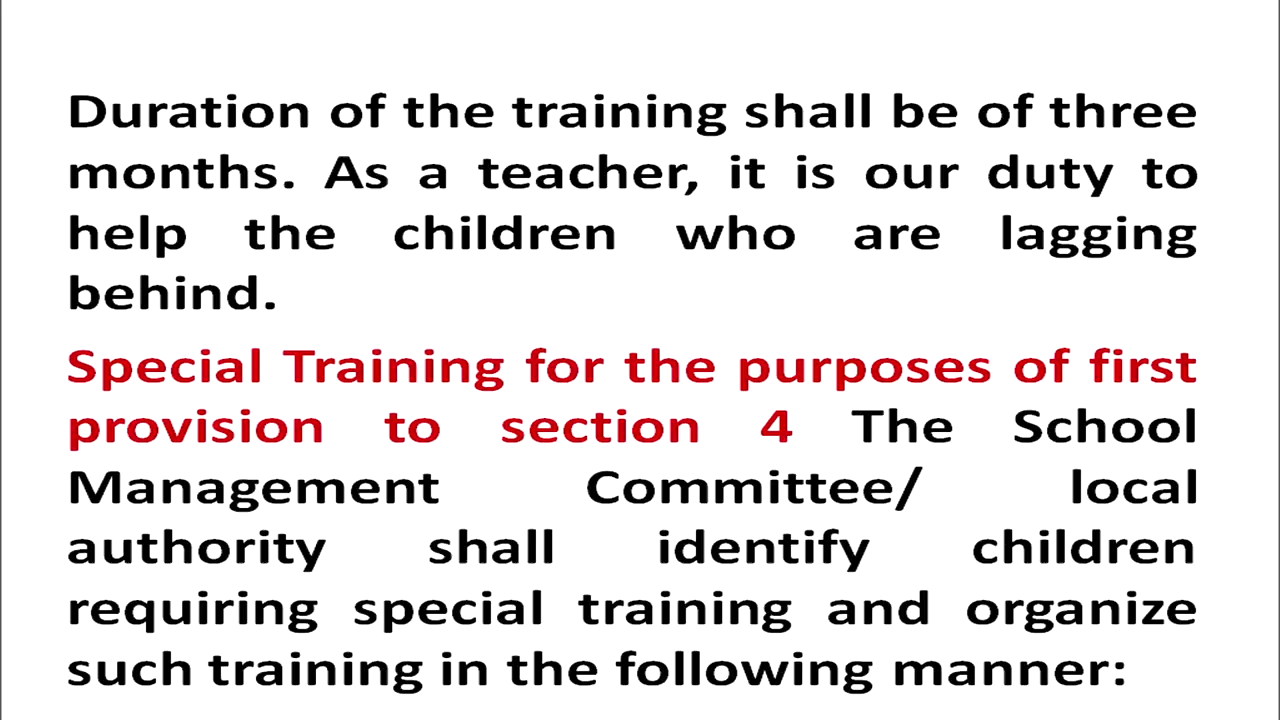 Duration of the training shall be of three
months. As a teacher, it is our duty to
help the children who are lagging
behind.
Special Training for the purposes of first
provision to section 4 The School
Management Committee/ local
authority shall identify children
requiring special training and organize
such training in the following manner: